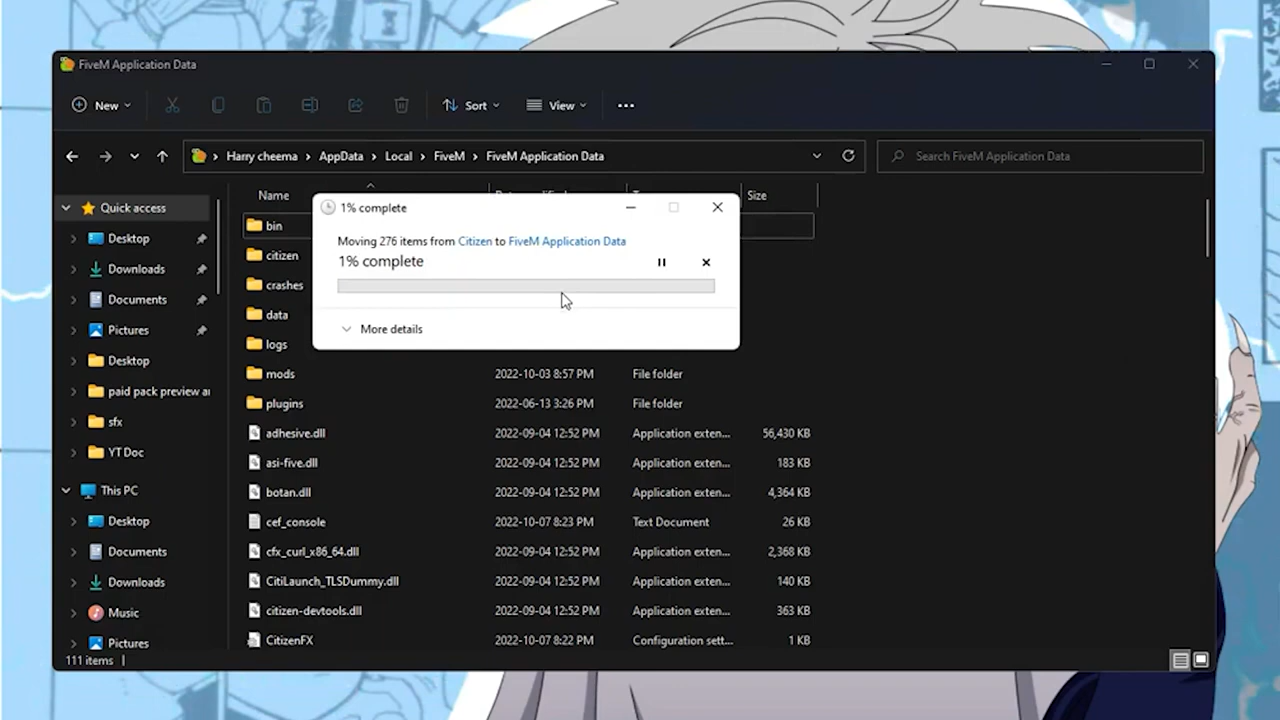 FiveM Application Data
New
Sort
View
Harry cheema > AppData > Local > FiveM > FiveM Application Data
Search FiveM Application Data
Quick access
Desktop
Downloads
Documents
Pictures
Desktop
paid pack preview
sfx
YT Doc
This PC
Desktop
Documents
Downloads
Music
Pictures
Name
Size
1% complete
Moving 276 items from Citizen to FiveM Application Data
1% complete
More details
bin
citizen
crashes
data
logs
mods 2022-10-03 8:57 PM File folder
plugins 2022-06-13 3:26 PM File folder
adhesive.dll 2022-09-04 12:52 PM Application exten... 56,430 KB
asi-five.dll 2022-09-04 12:52 PM Application exten... 183 KB
botan.dll 2022-09-04 12:52 PM Application exten... 4,364 KB
cef_console 2022-10-07 8:23 PM Text Document 26 KB
cfx_curl_x86_64.dll 2022-09-04 12:52 PM Application exten... 2,368 KB
CitiLaunch_TLSDummy.dll 2022-09-04 12:52 PM Application exten... 140 KB
citizen-devtools.dll 2022-09-04 12:52 PM Application exten... 363 KB
CitizenFX 2022-10-07 8:22 PM Configuration sett... 1 KB
111 items